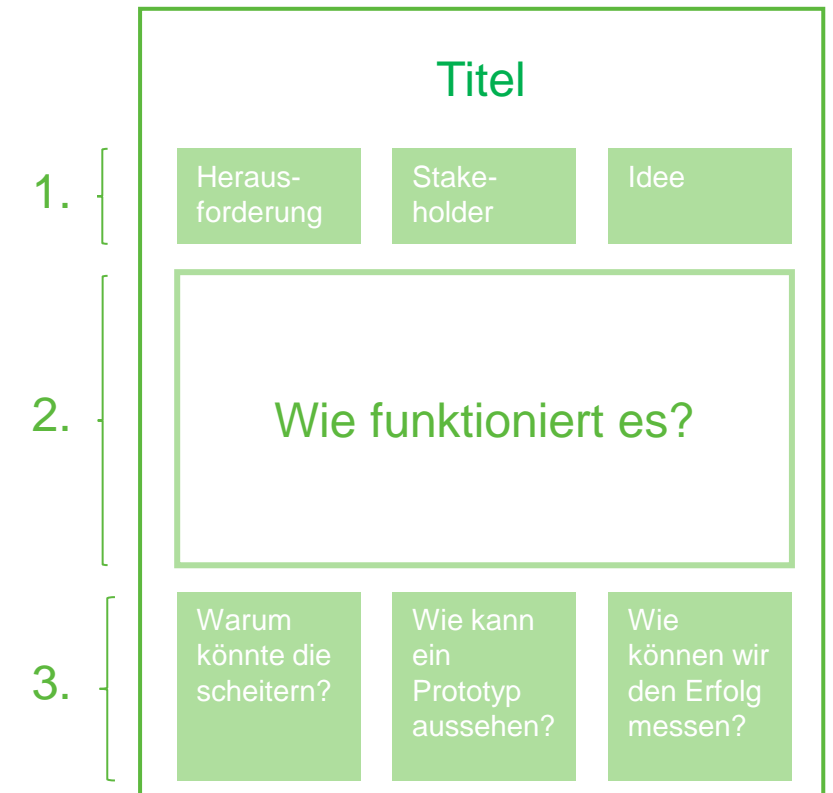 Titel
1.
Heraus-
forderung
Stake-
holder
Idee
2.
Wie funktioniert es?
3.
Warum
könnte die
scheitern?
Wie kann
ein
Prototyp
aussehen?
Wie
können wir
den Erfolg
messen?